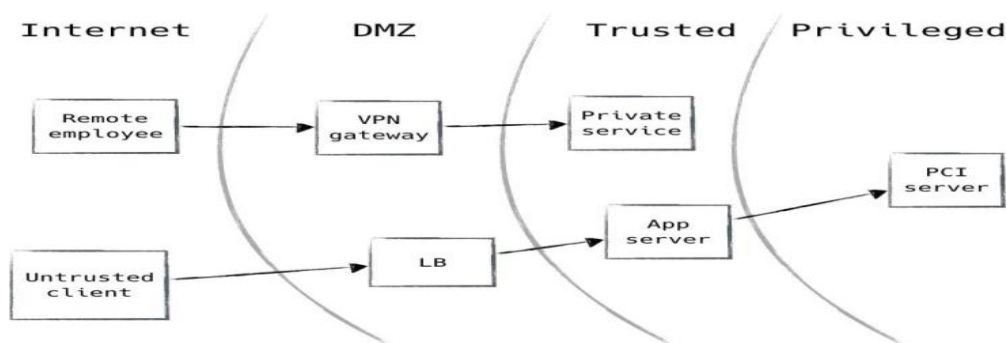 Internet
DMZ
Trusted
Privileged
Remote
employee
VPN
gateway
Private
service
PCI
server
App
server
LB
Untrusted
client